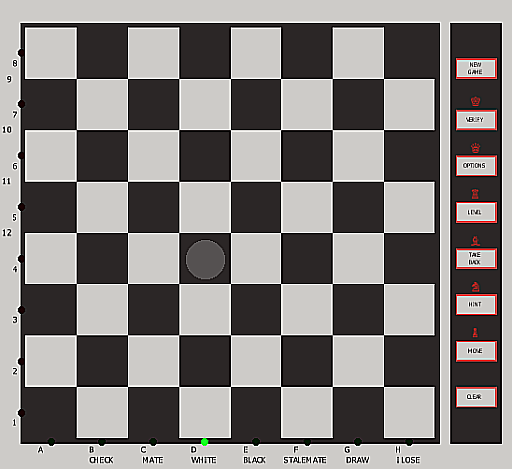 8
9
7
10
6
11
5
12
4
3
2
1
A B C D E F G H
CHECK MATE WHITE BLACK STALEMATE DRAW I LOSE
NEW
GAME
VERIFY
OPTIONS
LEVEL
TAKE
BACK
HINT
MOVE
CLEAR